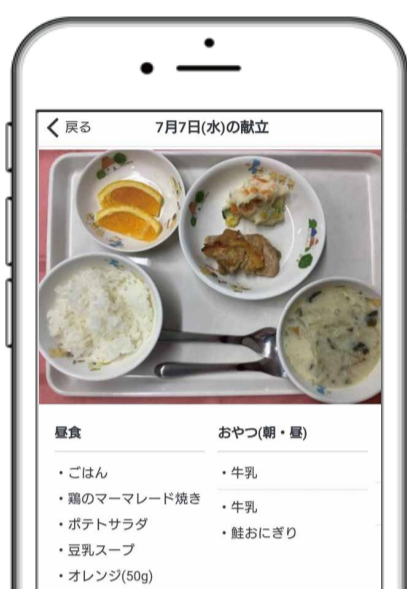 戻る
7月7日(水)の献立
昼食
・ごはん
・鶏のマーマレード焼き
・ポテトサラダ
・豆乳スープ
・オレンジ(50g)
おやつ(朝・昼)
・牛乳
・牛乳
・鮭おにぎり